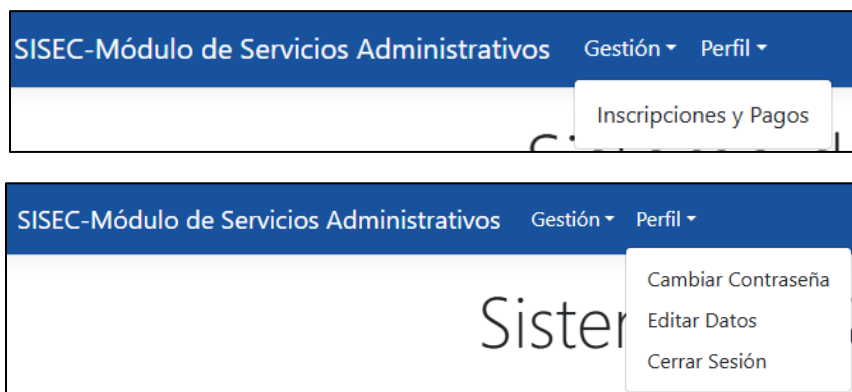 SISEC-Módulo de Servicios Administrativos Gestión Perfil
Inscripciones y Pagos
SISEC-Módulo de Servicios Administrativos Gestión Perfil
Cambiar Contraseña
Editar Datos
Cerrar Sesión